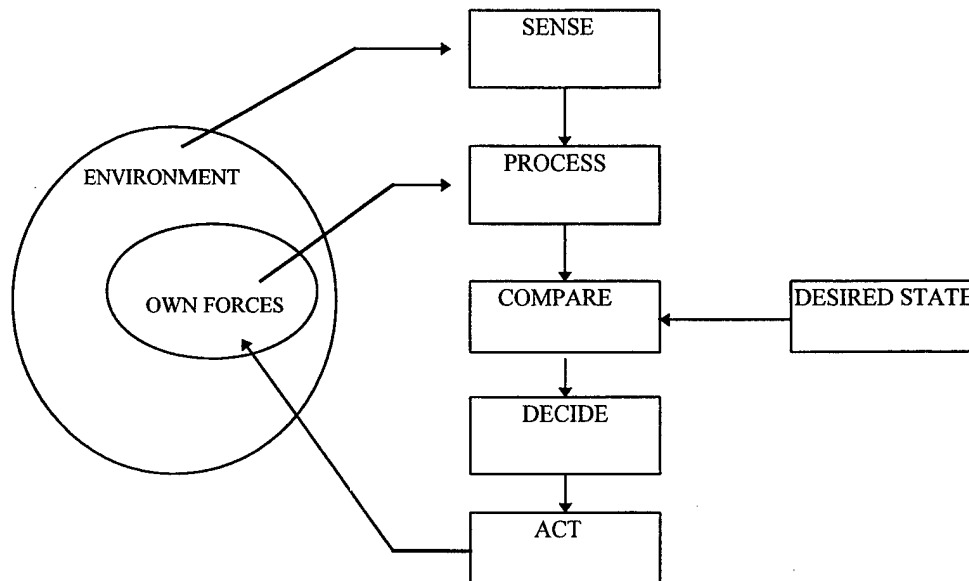 SENSE
ENVIRONMENT
PROCESS
OWN FORCES
COMPARE
DESIRED STATE
DECIDE
ACT